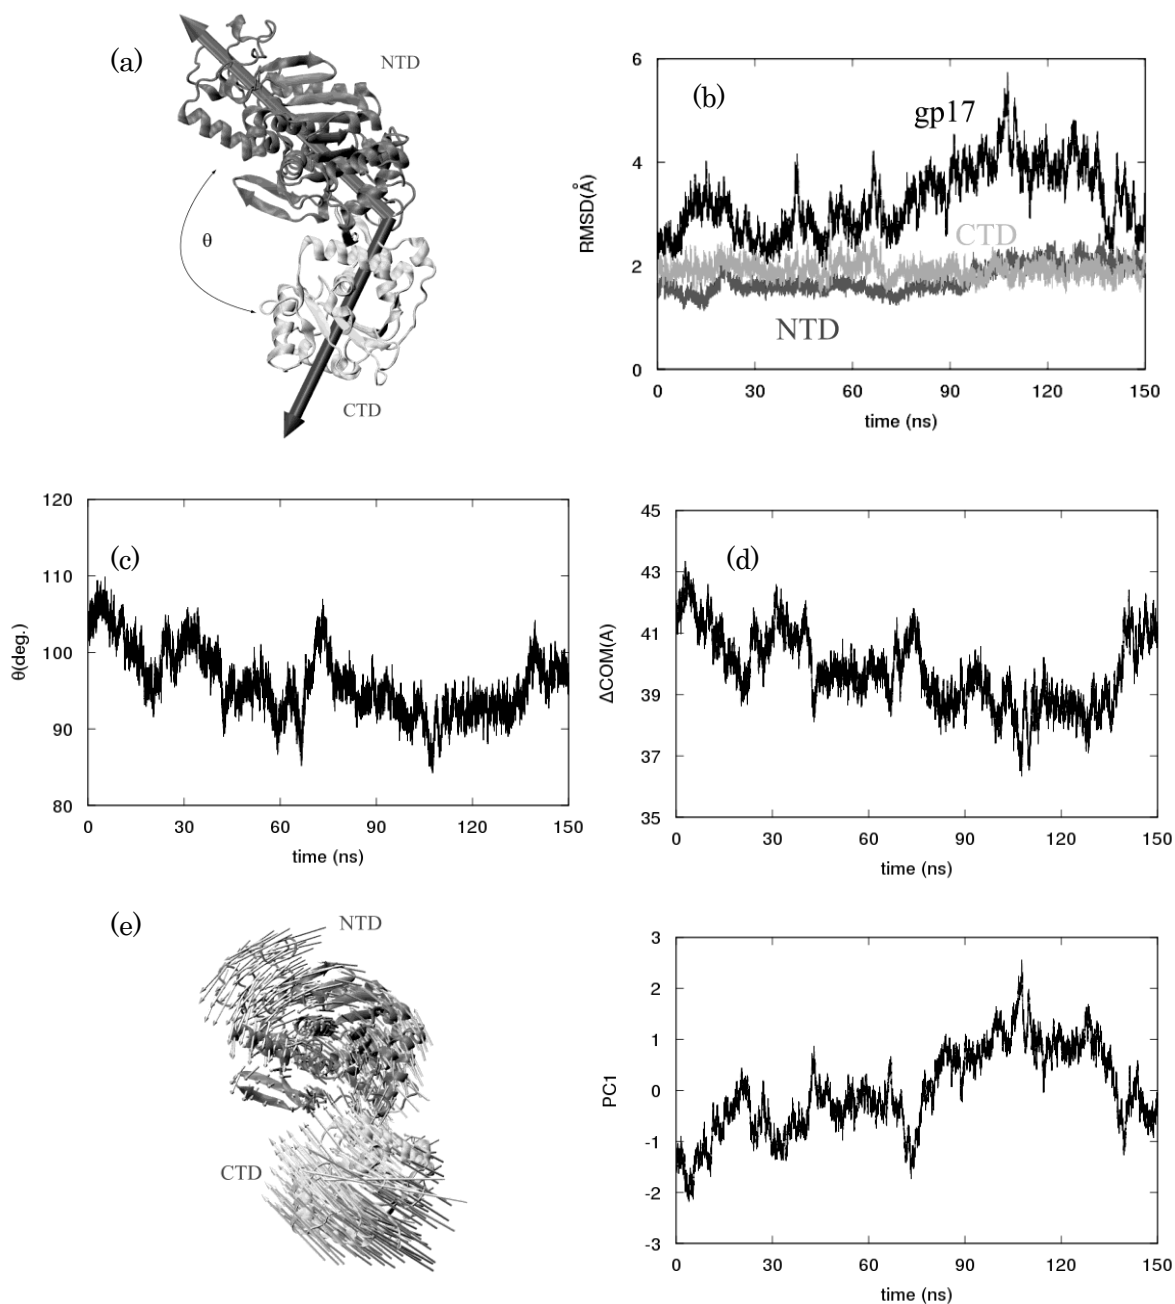 (a)
NTD
θ
CTD
(b)
gp17
CTD
NTD
RMSD(Å)
6
4
2
0
0 30 60 90 120 150
time (ns)
(c)
θ(deg.)
120
110
100
90
80
0 30 60 90 120 150
time (ns)
(d)
ΔCOM(A)
45
43
41
39
37
35
0 30 60 90 120 150
time (ns)
(e)
NTD
CTD
PC1
3
2
1
0
-1
-2
-3
0 30 60 90 120 150
time (ns)